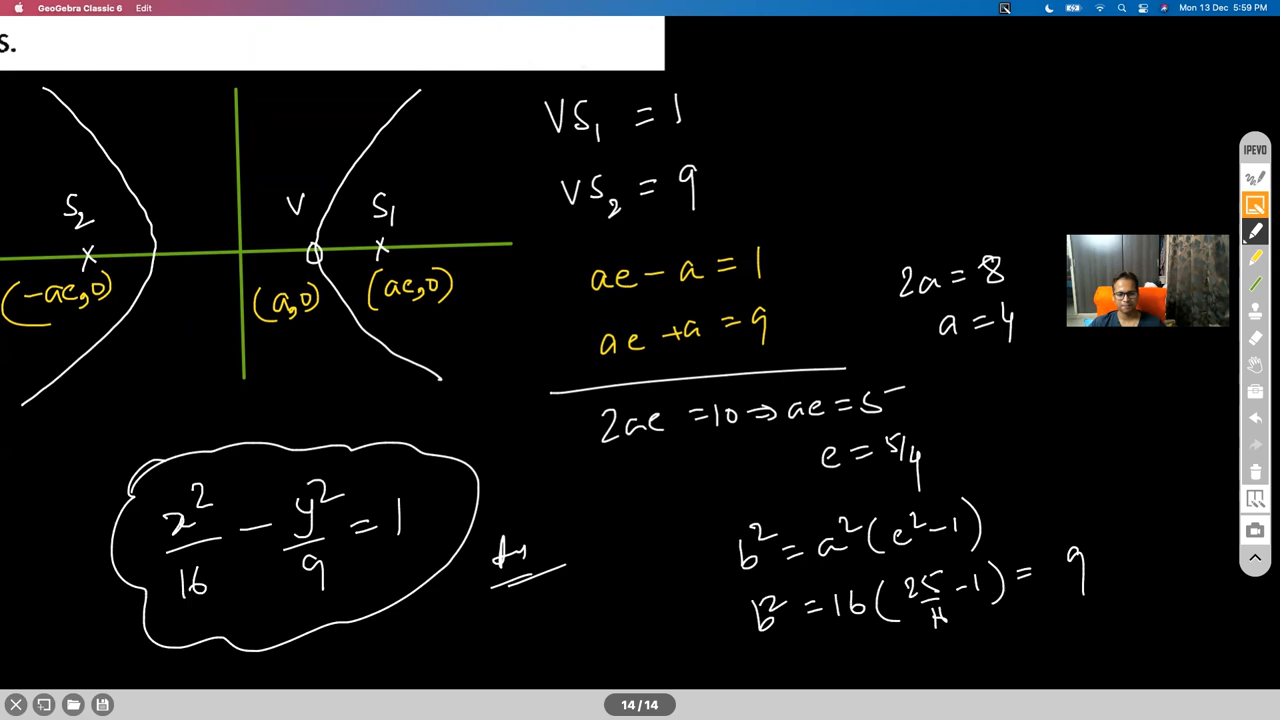 GeoGebra Classic 6 Edit Mon 13 Dec 5:59 PM
s.
S₂ V S₁
(-ae,0) (a,0) (ae,0)
VS₁ = 1
VS₂ = 9
ae - a = 1
ae + a = 9
2a = 8
a = 4
2ae = 10 ⇒ ae = 5
e = 5/4
b² = a²(e² - 1)
b² = 16(25/16 - 1) = 9
x²/16 - y²/9 = 1 Ans
IPEVO
14 / 14